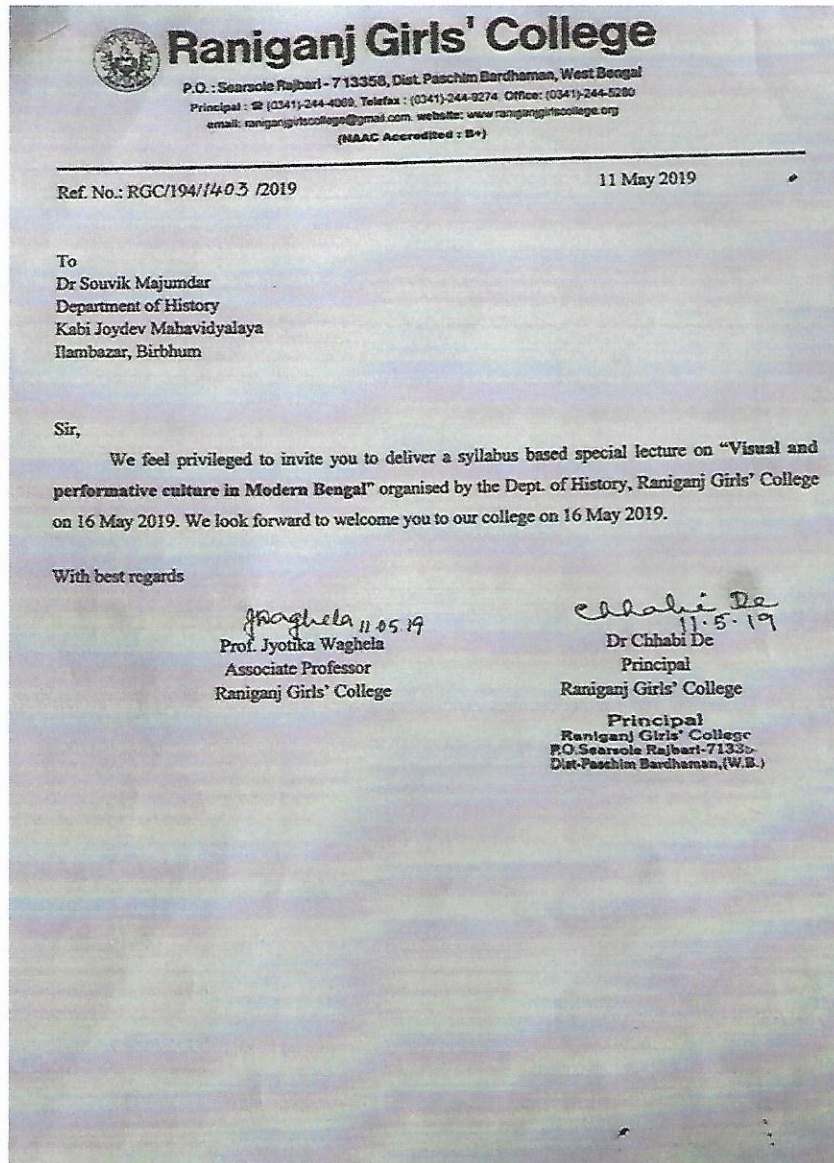 Raniganj Girls' College
P.O. : Searsole Rajbari - 713358, Dist. Paschim Bardhaman, West Bengal
Principal : ☎ (0341)-244-4069, Telefax : (0341)-244-9274 Office: (0341)-244-5280
email: raniganjgirlscollege@gmail.com. website: www.raniganjgirlscollege.org
(NAAC Accredited : B+)
Ref. No.: RGC/194/1403 /2019
11 May 2019
To
Dr Souvik Majumdar
Department of History
Kabi Joydev Mahavidyalaya
Ilambazar, Birbhum
Sir,
We feel privileged to invite you to deliver a syllabus based special lecture on “Visual and
performative culture in Modern Bengal” organised by the Dept. of History, Raniganj Girls’ College
on 16 May 2019. We look forward to welcome you to our college on 16 May 2019.
With best regards
JWaghela 11.05.19
Prof. Jyotika Waghela
Associate Professor
Raniganj Girls’ College
Chhabi De
11.5.19
Dr Chhabi De
Principal
Raniganj Girls’ College
Principal
Raniganj Girls' College
P.O.Searsole Rajbari-7133
Dist-Paschim Bardhaman,(W.B.)